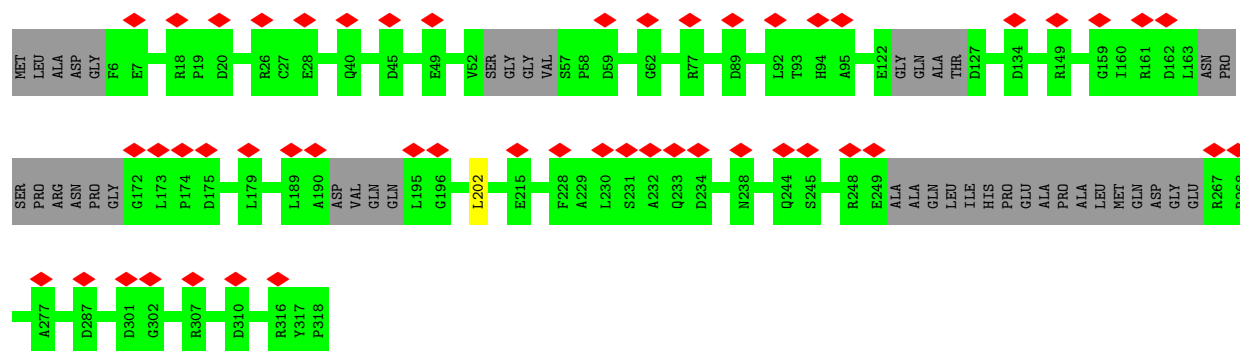 MET LEU ALA ASP GLY F6 E7 R18 P19 D20 R26 C27 E28 Q40 D45 E49 V52 SER GLY GLY VAL S57 P58 D59 G62 R77 D89 L92 T93 H94 A95 E122 GLY GLN ALA THR D127 D134 R149 G159 I160 R161 D162 L163 ASN PRO
SER PRO ARG ASN PRO GLY G172 L173 P174 D175 L179 L189 A190 ASP VAL GLN GLN L195 G196 L202 E215 F228 A229 L230 S231 A232 Q233 D234 N238 Q244 S245 R248 E249 ALA ALA GLN LEU ILE HIS PRO GLU ALA PRO ALA LEU MET GLN ASP GLY GLU R267
A277 D287 D301 G302 R307 D310 R316 Y317 P318